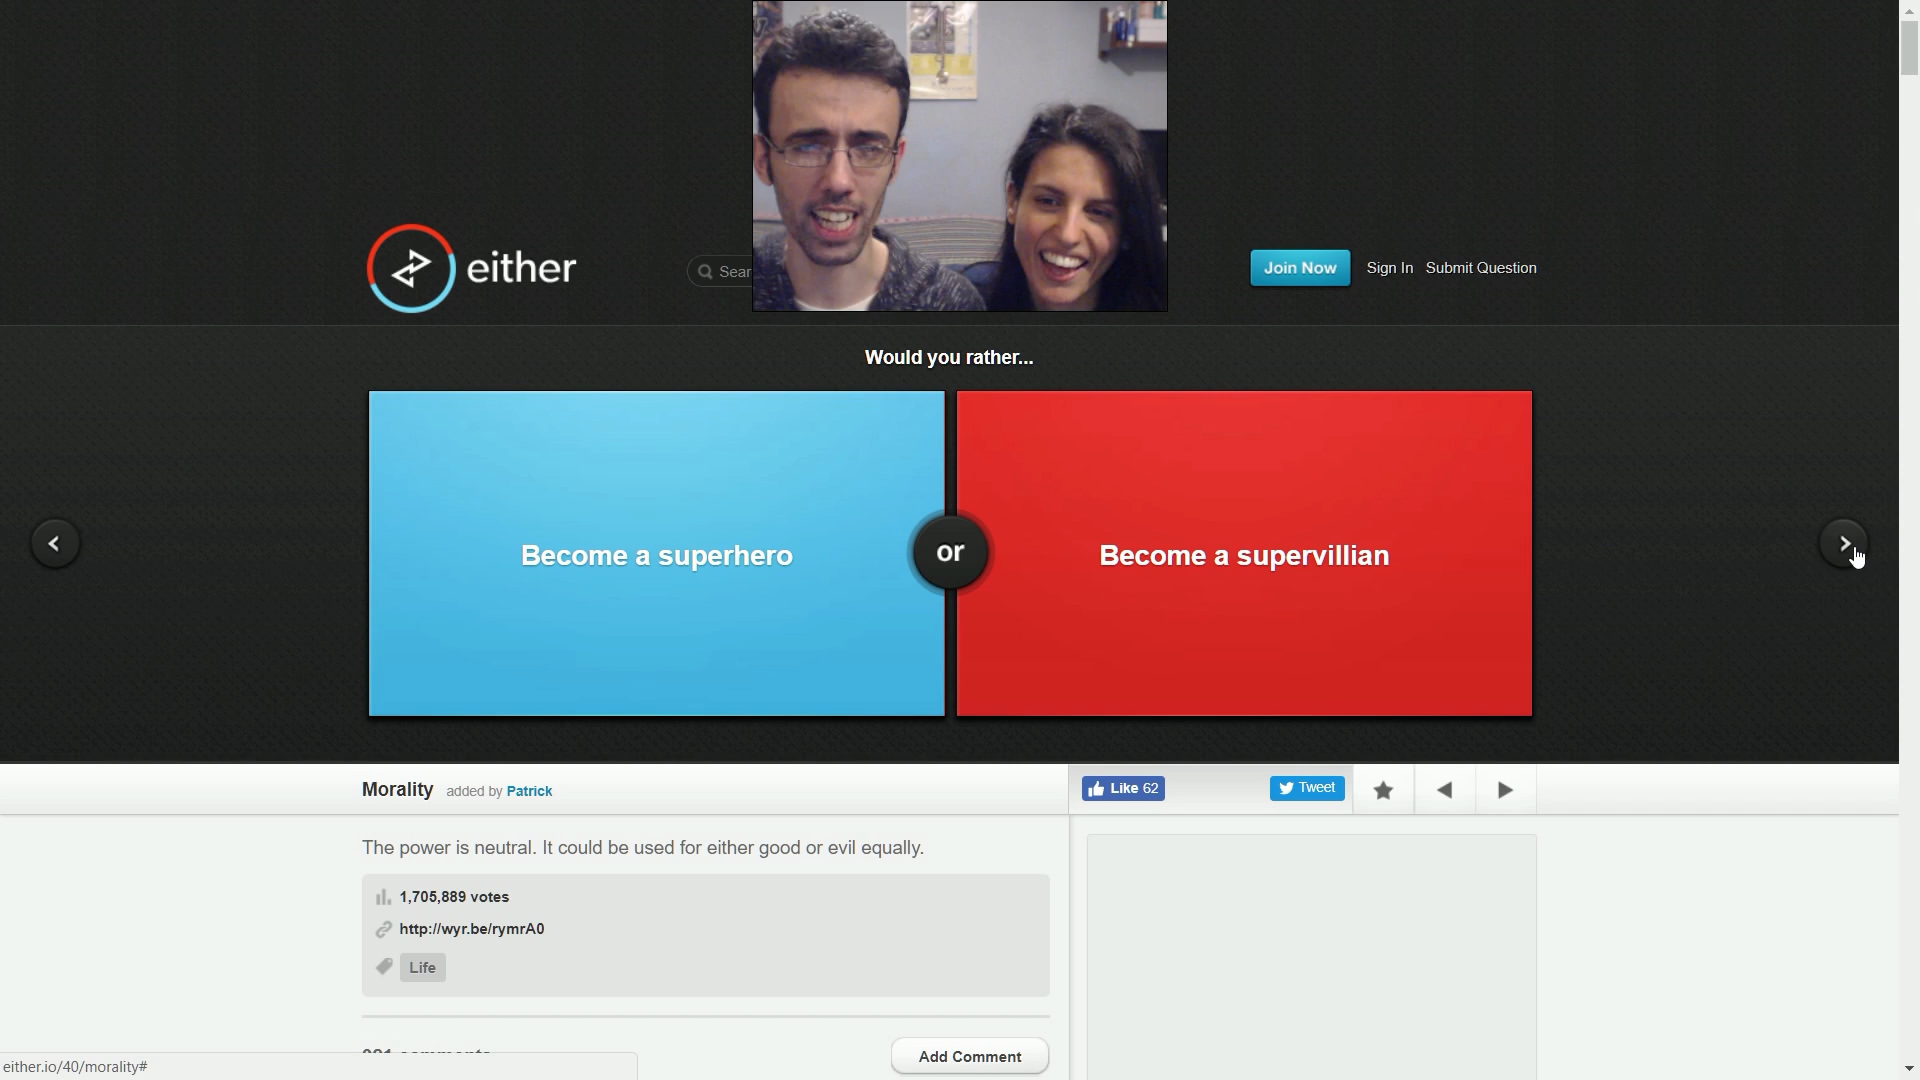 either
Sear
Join Now
Sign In
Submit Question
Would you rather...
Become a superhero
or
Become a supervillian
Morality added by Patrick
Like 62
Tweet
The power is neutral. It could be used for either good or evil equally.
1,705,889 votes
http://wyr.be/rymrA0
Life
Add Comment
either.io/40/morality#